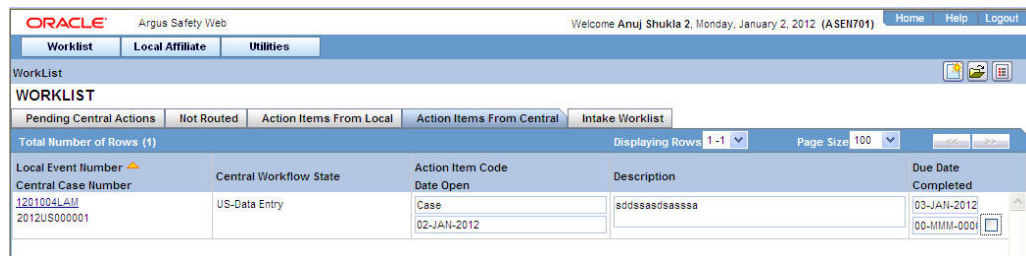 ORACLE® Argus Safety Web Welcome Anuj Shukla 2, Monday, January 2, 2012 (ASEN701) Home Help Logout
Worklist Local Affiliate Utilities
WorkList
WORKLIST
Pending Central Actions Not Routed Action Items From Local Action Items From Central Intake Worklist
Total Number of Rows (1) Displaying Rows 1 -1 Page Size 100 << >>
Local Event Number Central Workflow State Action Item Code Description Due Date
Central Case Number Date Open Completed
1201004LAM US-Data Entry Case sddssasdsasssa 03-JAN-2012
2012US000001 02-JAN-2012 00-MMM-000